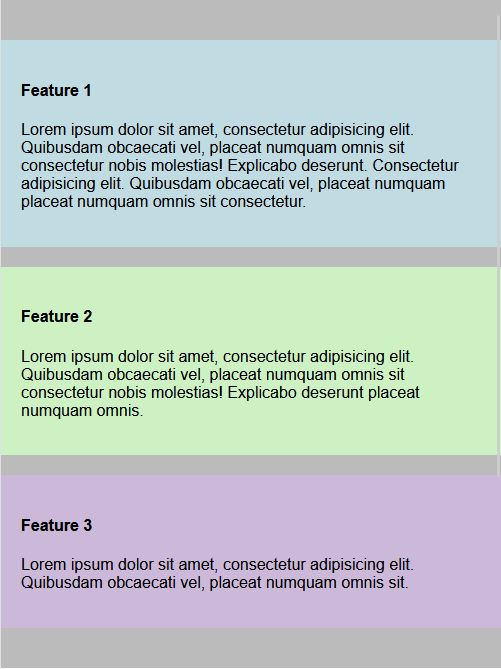 Feature 1
Lorem ipsum dolor sit amet, consectetur adipisicing elit.
Quibusdam obcaecati vel, placeat numquam omnis sit
consectetur nobis molestias! Explicabo deserunt. Consectetur
adipisicing elit. Quibusdam obcaecati vel, placeat numquam
placeat numquam omnis sit consectetur.
Feature 2
Lorem ipsum dolor sit amet, consectetur adipisicing elit.
Quibusdam obcaecati vel, placeat numquam omnis sit
consectetur nobis molestias! Explicabo deserunt placeat
numquam omnis.
Feature 3
Lorem ipsum dolor sit amet, consectetur adipisicing elit.
Quibusdam obcaecati vel, placeat numquam omnis sit.